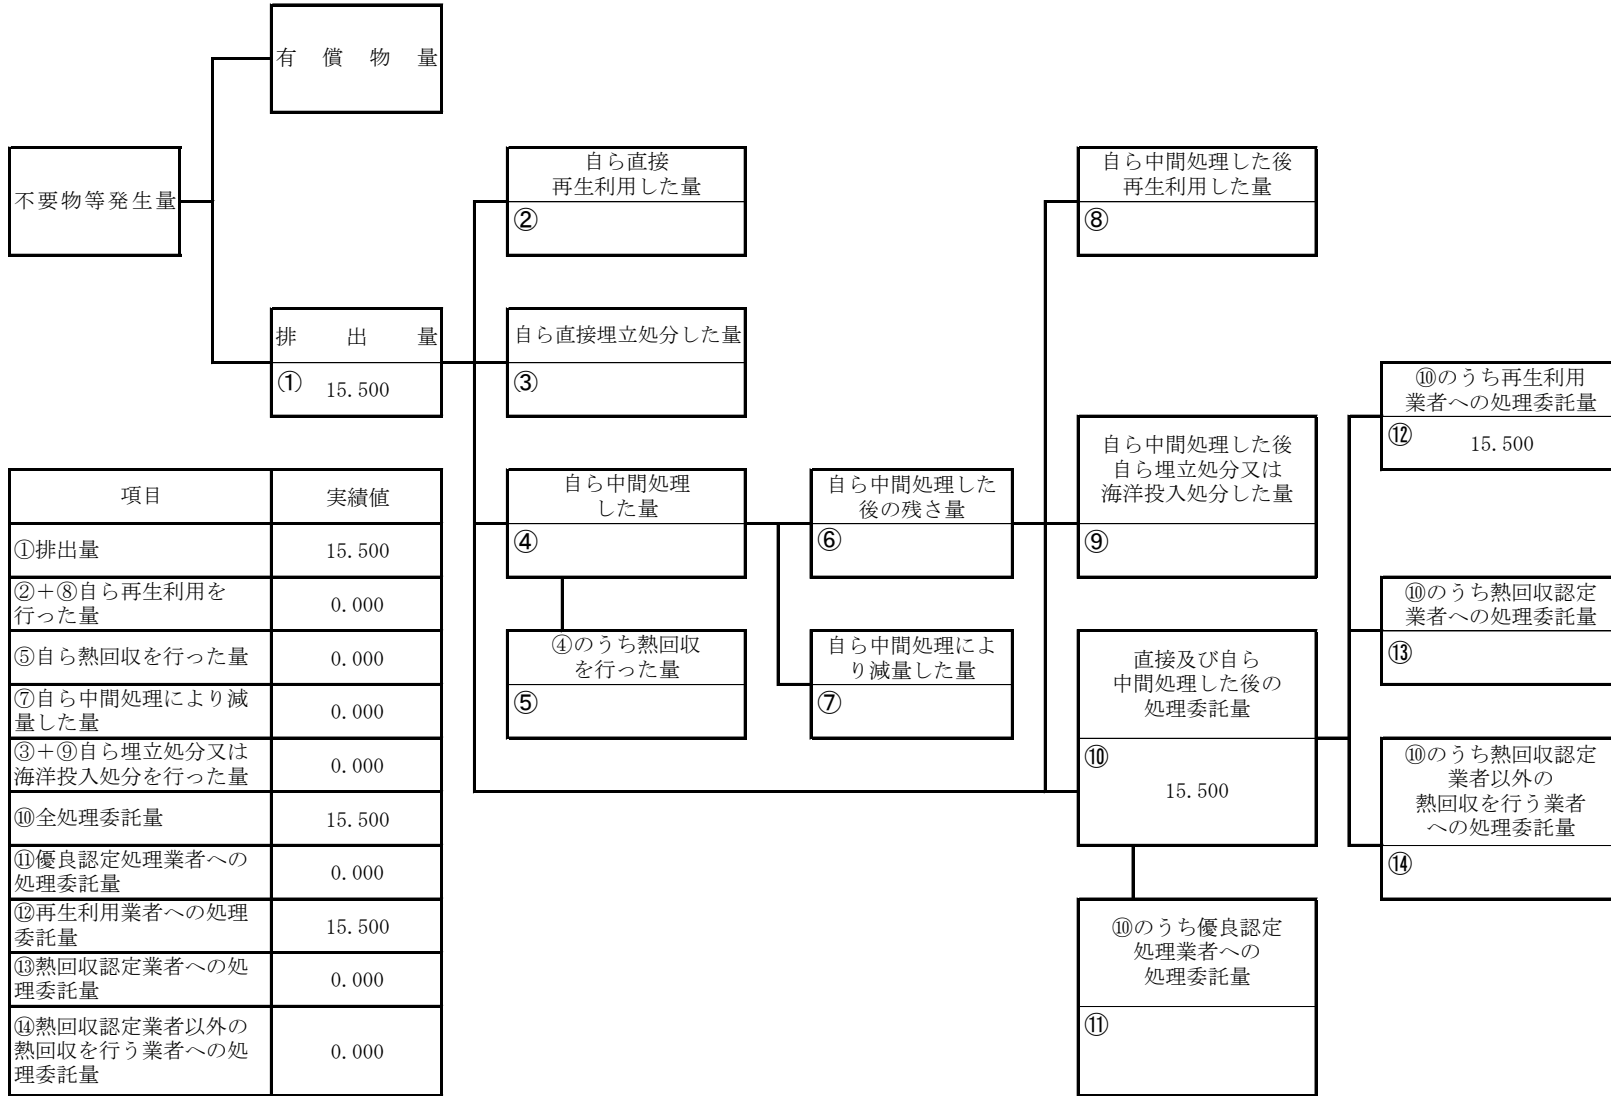 有償物量
不要物等発生量
排出量
① 15.500
自ら直接
再生利用した量
②
自ら直接埋立処分した量
③
自ら中間処理
した量
④
④のうち熱回収
を行った量
⑤
自ら中間処理した
後の残さ量
⑥
自ら中間処理によ
り減量した量
⑦
自ら中間処理した後
再生利用した量
⑧
自ら中間処理した後
自ら埋立処分又は
海洋投入処分した量
⑨
直接及び自ら
中間処理した後の
処理委託量
⑩
15.500
⑩のうち優良認定
処理業者への
処理委託量
⑪
⑩のうち再生利用
業者への処理委託量
⑫ 15.500
⑩のうち熱回収認定
業者への処理委託量
⑬
⑩のうち熱回収認定
業者以外の
熱回収を行う業者
への処理委託量
⑭
項目 実績値
①排出量 15.500
②＋⑧自ら再生利用を
行った量 0.000
⑤自ら熱回収を行った量 0.000
⑦自ら中間処理により減
量した量 0.000
③＋⑨自ら埋立処分又は
海洋投入処分を行った量 0.000
⑩全処理委託量 15.500
⑪優良認定処理業者への
処理委託量 0.000
⑫再生利用業者への処理
委託量 15.500
⑬熱回収認定業者への処
理委託量 0.000
⑭熱回収認定業者以外の
熱回収を行う業者への処
理委託量 0.000